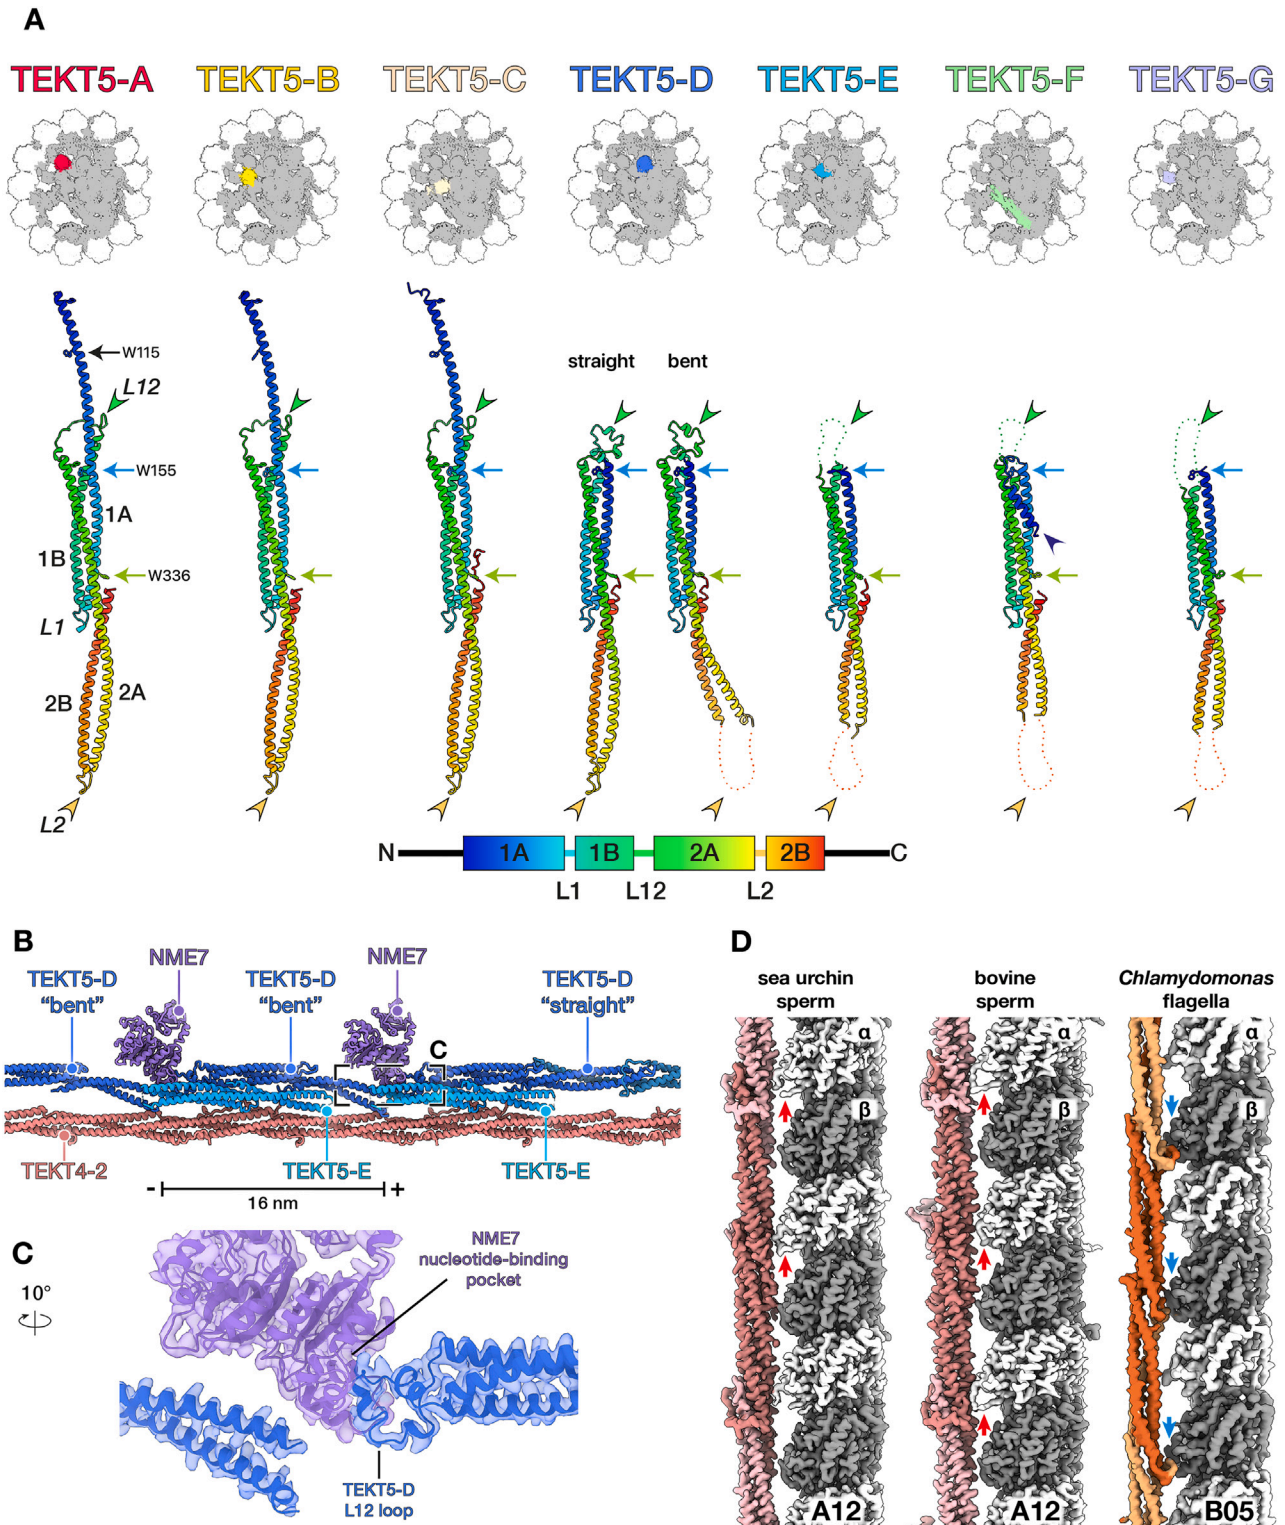 A
TEKT5-A TEKT5-B TEKT5-C TEKT5-D TEKT5-E TEKT5-F TEKT5-G
straight bent
W115
L12
W155
1A
1B
W336
L1
2A
2B
L2
N 1A 1B 2A 2B C
L1 L12 L2
B
NME7 NME7
TEKT5-D TEKT5-D TEKT5-D
“bent” “bent” “straight”
C
TEKT4-2 TEKT5-E TEKT5-E
- +
16 nm
C
10°
NME7
nucleotide-binding
pocket
TEKT5-D
L12 loop
D
sea urchin bovine Chlamydomonas
sperm sperm flagella
α α α
β β β
A12 A12 B05